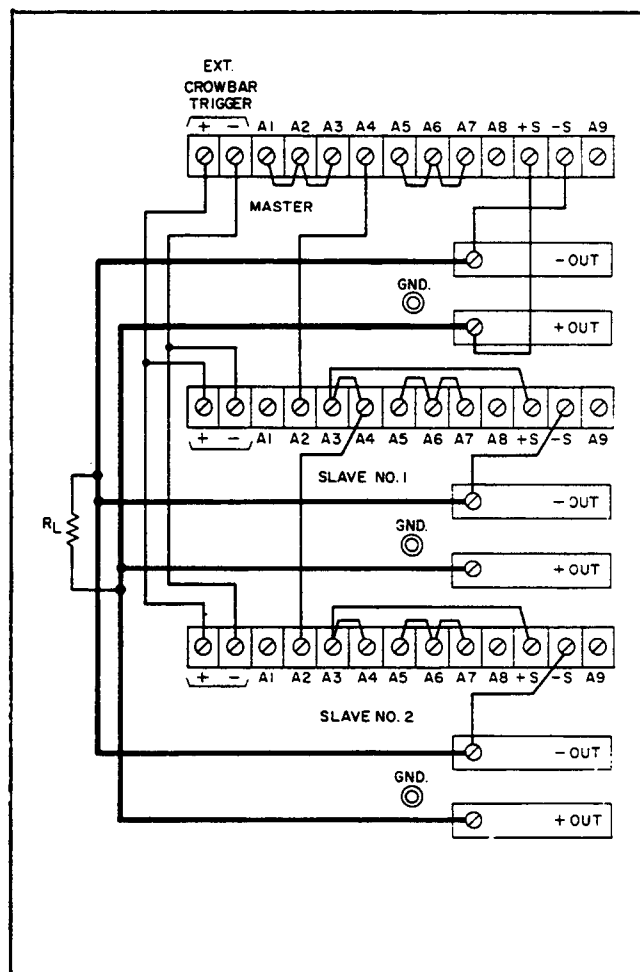 EXT.
CROWBAR
TRIGGER
+ - A1 A2 A3 A4 A5 A6 A7 A8 +S -S A9
MASTER
- OUT
GND.
+ OUT
+ - A1 A2 A3 A4 A5 A6 A7 A8 +S -S A9
SLAVE NO. 1
- OUT
RL
GND.
+ OUT
+ - A1 A2 A3 A4 A5 A6 A7 A8 +S -S A9
SLAVE NO. 2
- OUT
GND.
+ OUT